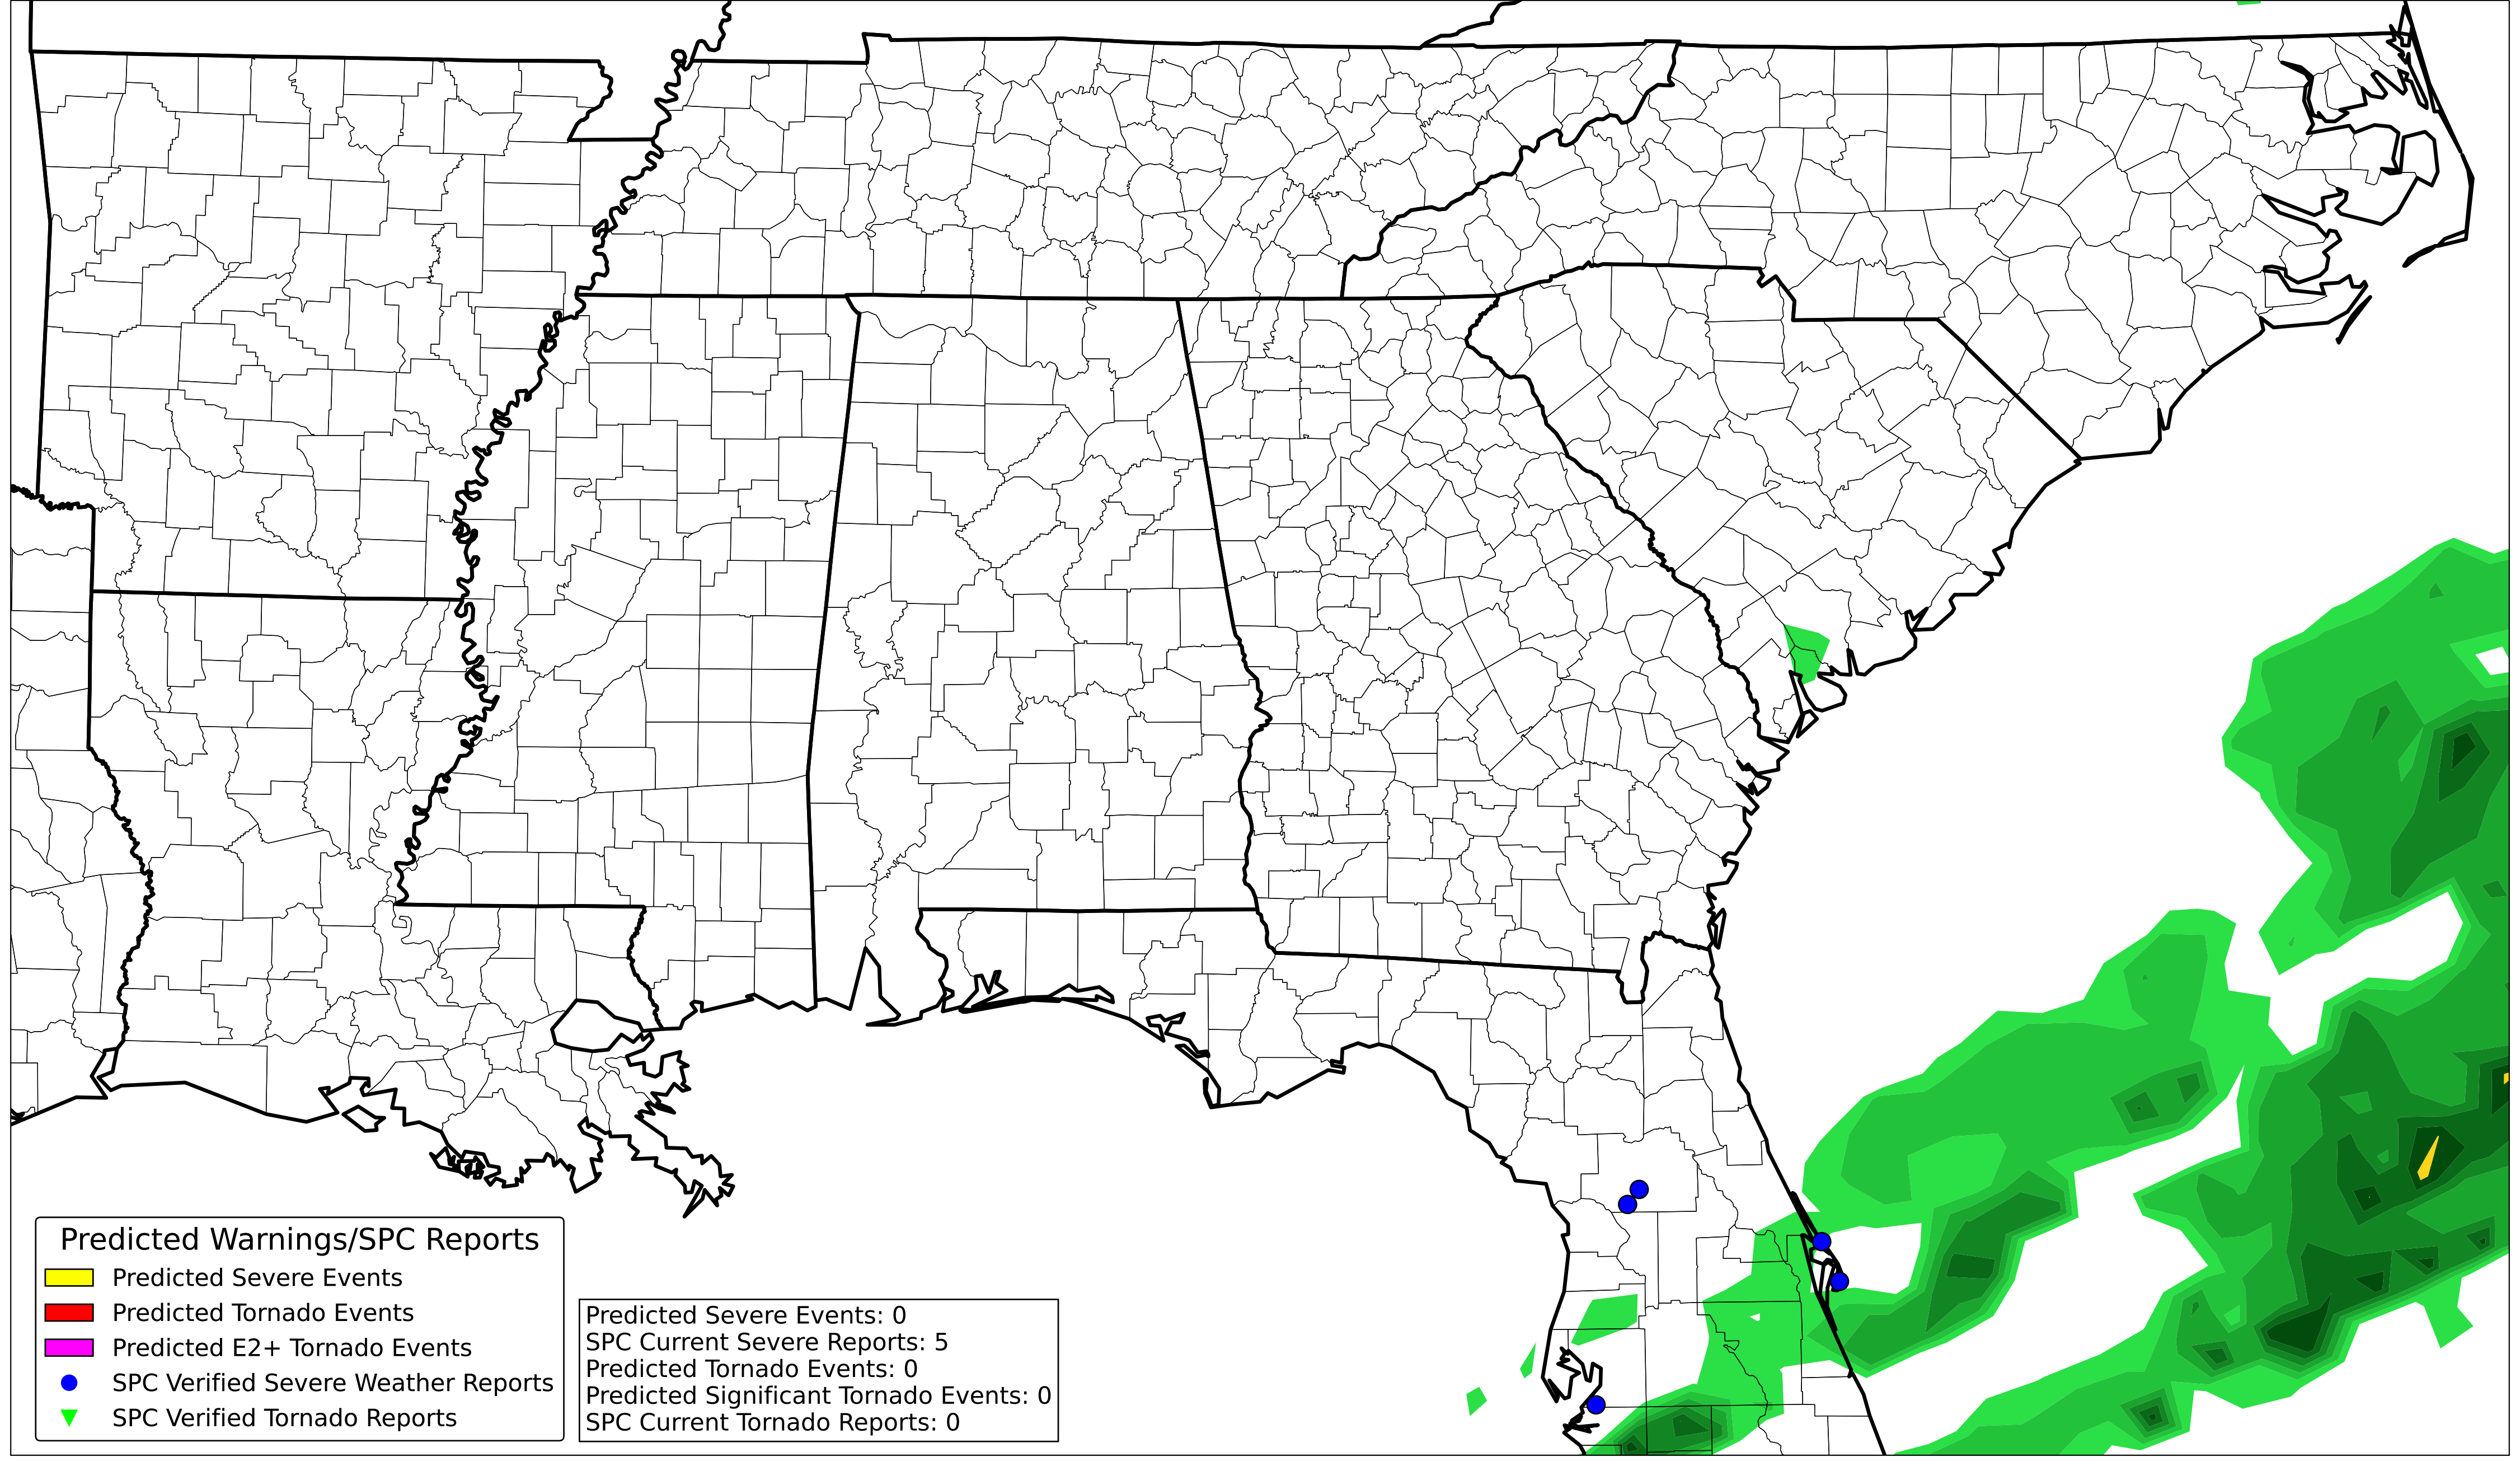 Predicted Warnings/SPC Reports
Predicted Severe Events
Predicted Tornado Events
Predicted E2+ Tornado Events
SPC Verified Severe Weather Reports
SPC Verified Tornado Reports
Predicted Severe Events: 0
SPC Current Severe Reports: 5
Predicted Tornado Events: 0
Predicted Significant Tornado Events: 0
SPC Current Tornado Reports: 0